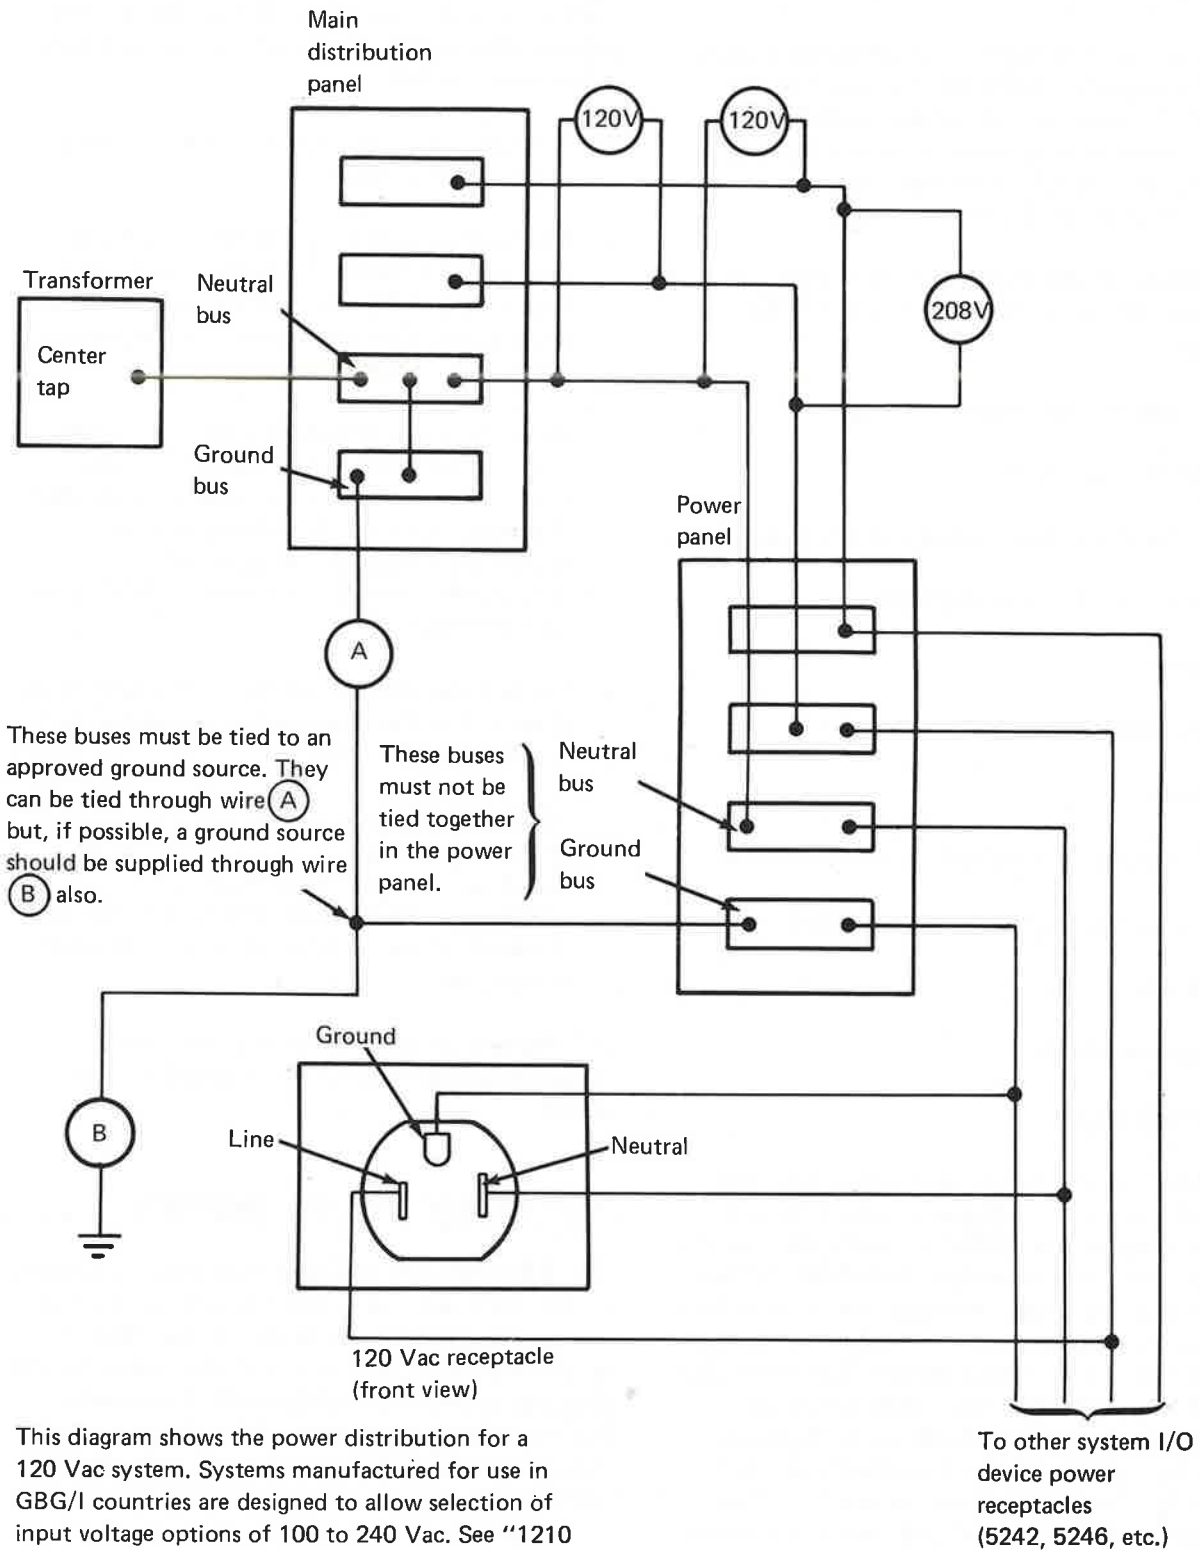 Main
distribution
panel
120V
120V
Transformer
Neutral
bus
208V
Center
tap
Ground
bus
Power
panel
A
These buses must be tied to an
approved ground source. They
can be tied through wire A
but, if possible, a ground source
should be supplied through wire
B also.
These buses
must not be
tied together
in the power
panel.
Neutral
bus
Ground
bus
Ground
B
Line
Neutral
120 Vac receptacle
(front view)
This diagram shows the power distribution for a
120 Vac system. Systems manufactured for use in
GBG/I countries are designed to allow selection of
input voltage options of 100 to 240 Vac. See "1210
To other system I/O
device power
receptacles
(5242, 5246, etc.)